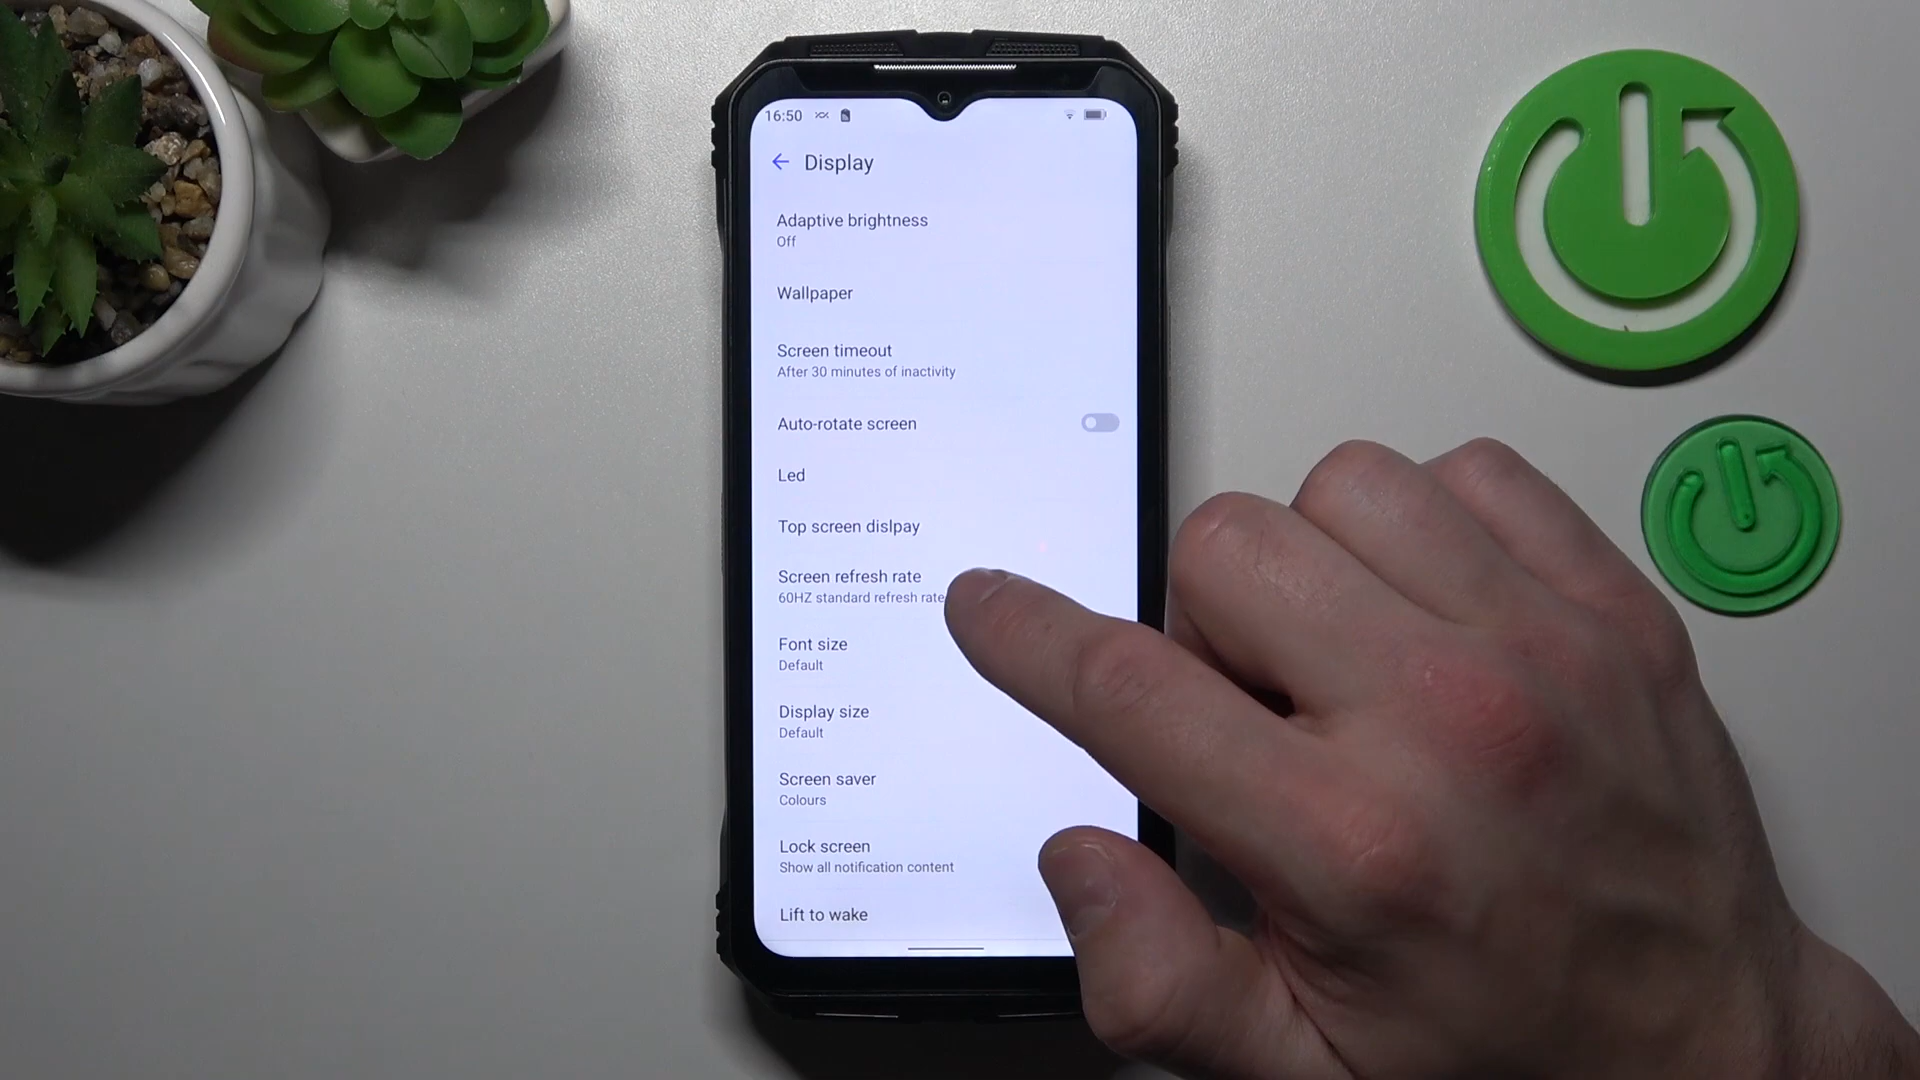 16:50
Display
Adaptive brightness
Off
Wallpaper
Screen timeout
After 30 minutes of inactivity
Auto-rotate screen
Led
Top screen dislpay
Screen refresh rate
60HZ standard refresh rate
Font size
Default
Display size
Default
Screen saver
Colours
Lock screen
Show all notification content
Lift to wake